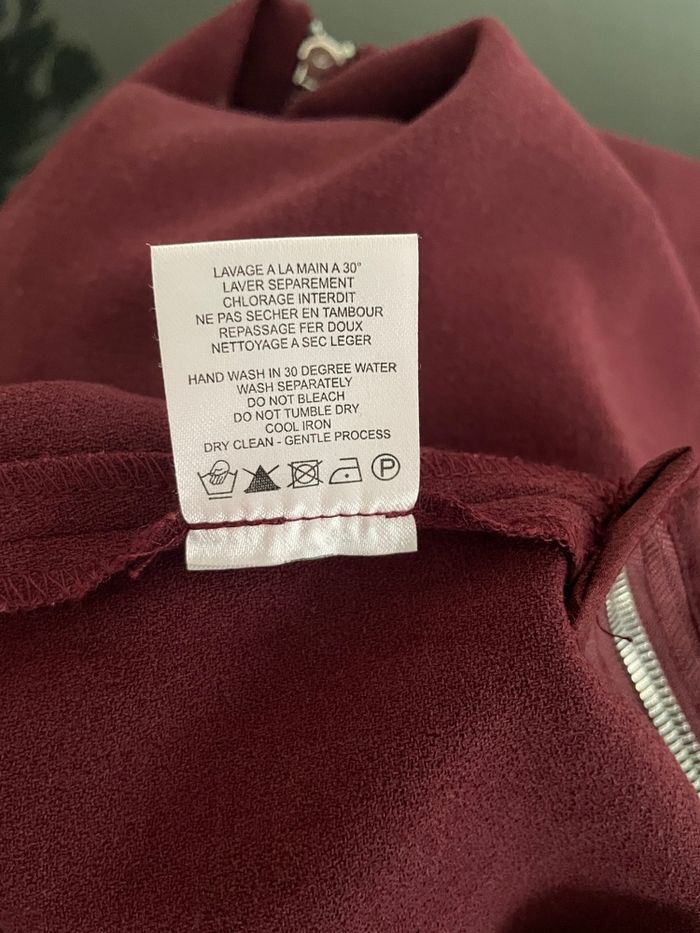 LAVAGE A LA MAIN A 30°
LAVER SEPAREMENT
CHLORAGE INTERDIT
NE PAS SECHER EN TAMBOUR
REPASSAGE FER DOUX
NETTOYAGE A SEC LEGER
HAND WASH IN 30 DEGREE WATER
WASH SEPARATELY
DO NOT BLEACH
DO NOT TUMBLE DRY
COOL IRON
DRY CLEAN - GENTLE PROCESS
P